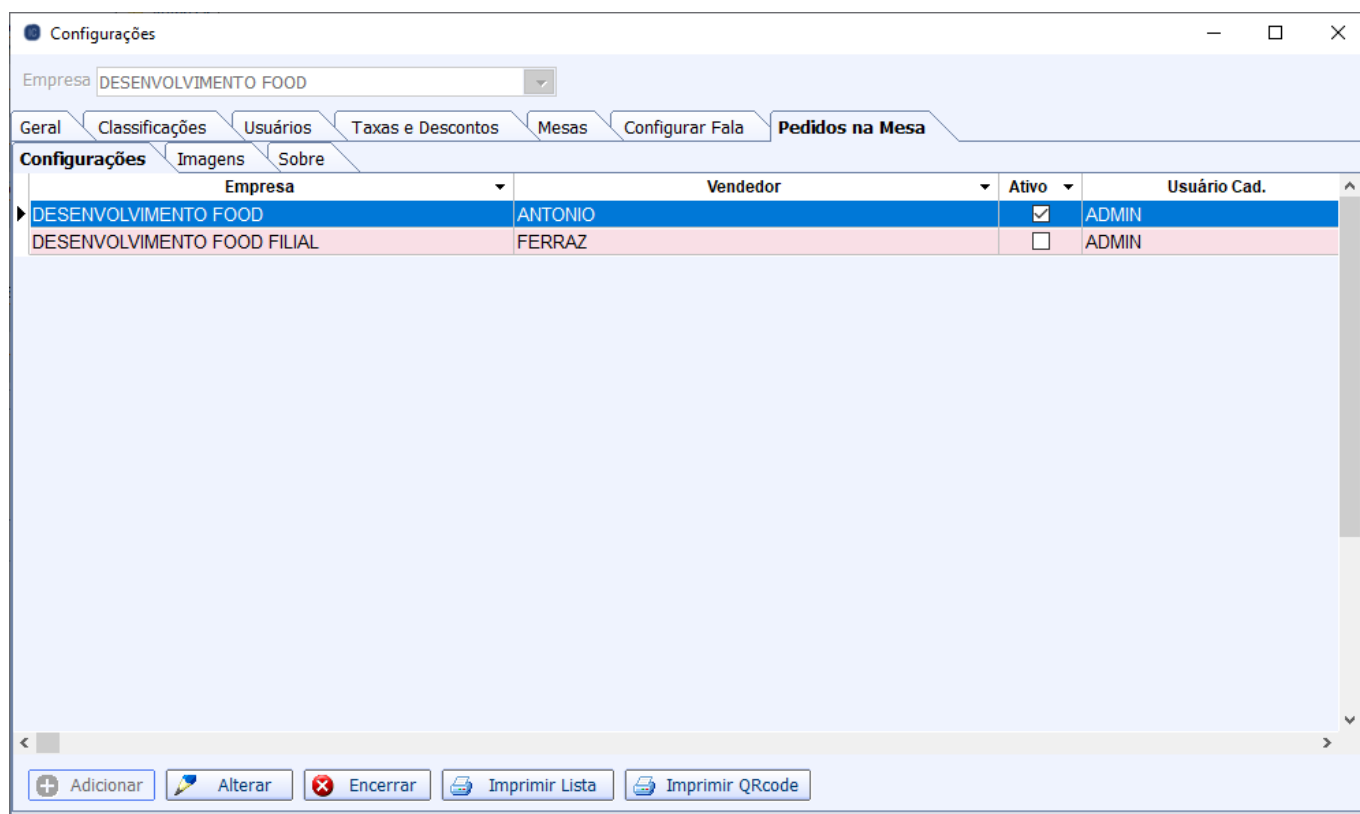 Configurações
Empresa DESENVOLVIMENTO FOOD
Geral Classificações Usuários Taxas e Descontos Mesas Configurar Fala Pedidos na Mesa
Configurações Imagens Sobre
Empresa Vendedor Ativo Usuário Cad.
DESENVOLVIMENTO FOOD ANTONIO ADMIN
DESENVOLVIMENTO FOOD FILIAL FERRAZ ADMIN
Adicionar Alterar Encerrar Imprimir Lista Imprimir QRcode